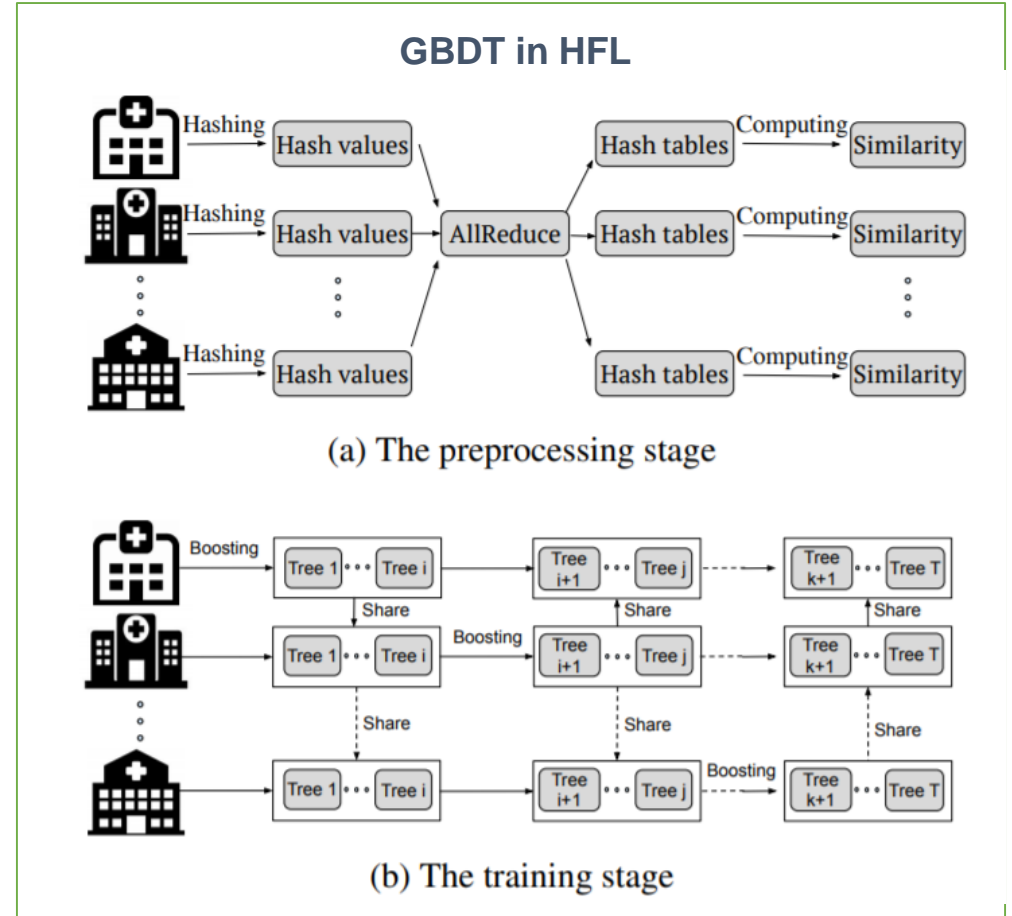 GBDT in HFL
Hashing
Hash values
Hash tables
Computing
Similarity
Hashing
Hash values
AllReduce
Hash tables
Computing
Similarity
Hashing
Hash values
Hash tables
Computing
Similarity
(a) The preprocessing stage
Boosting
Tree 1
Tree i
Tree
i+1
Tree j
Tree
k+1
Tree T
Share
Share
Share
Tree 1
Tree i
Boosting
Tree
i+1
Tree j
Tree
k+1
Tree T
Share
Share
Share
Tree 1
Tree i
Tree
i+1
Tree j
Boosting
Tree
k+1
Tree T
(b) The training stage